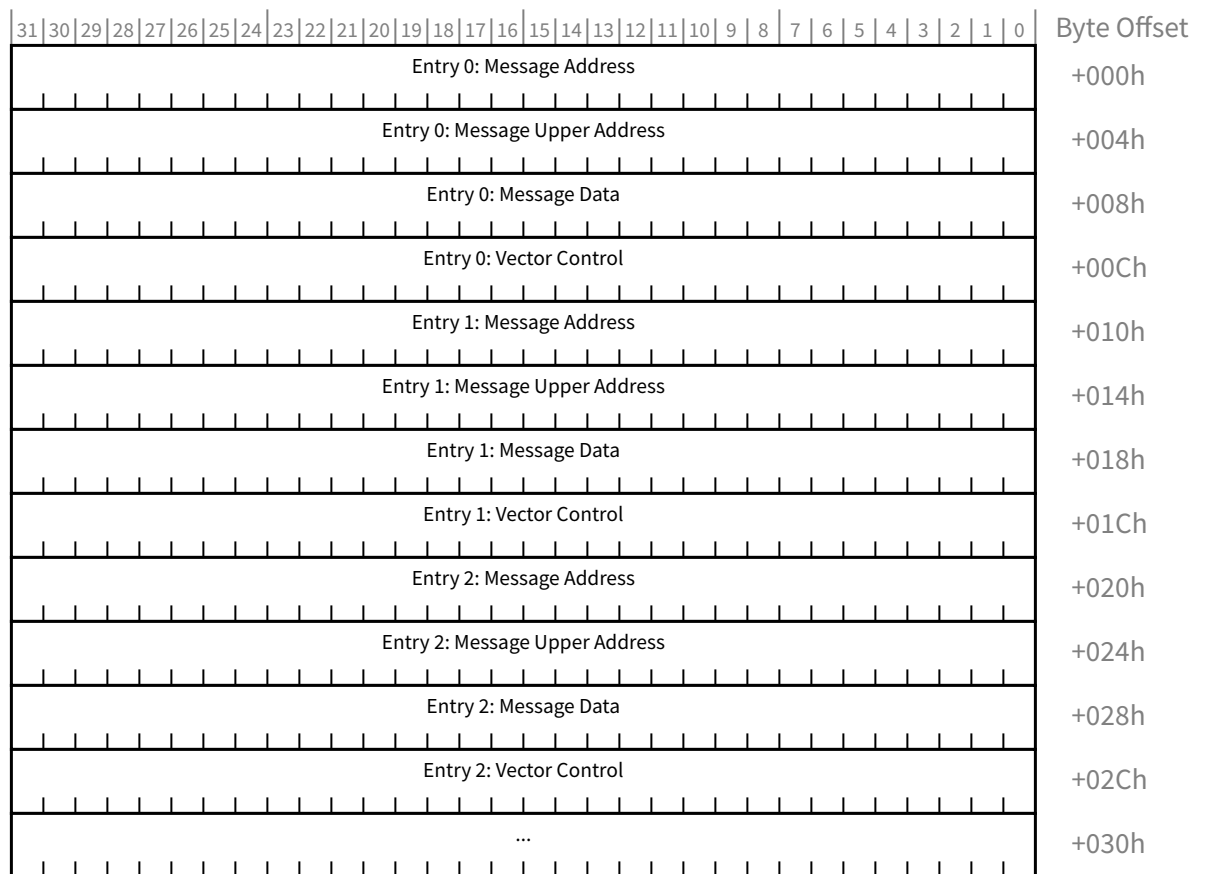 31 30 29 28 27 26 25 24 23 22 21 20 19 18 17 16 15 14 13 12 11 10 9 8 7 6 5 4 3 2 1 0 Byte Offset
Entry 0: Message Address +000h
Entry 0: Message Upper Address +004h
Entry 0: Message Data +008h
Entry 0: Vector Control +00Ch
Entry 1: Message Address +010h
Entry 1: Message Upper Address +014h
Entry 1: Message Data +018h
Entry 1: Vector Control +01Ch
Entry 2: Message Address +020h
Entry 2: Message Upper Address +024h
Entry 2: Message Data +028h
Entry 2: Vector Control +02Ch
... +030h